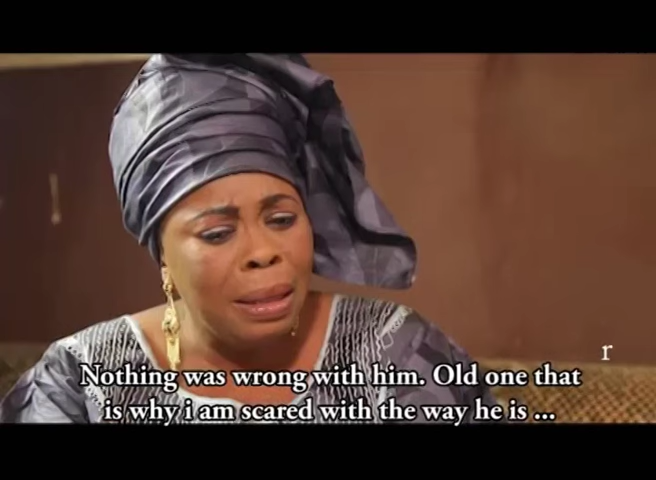 r
Nothing was wrong with him. Old one that
is why i am scared with the way he is ...